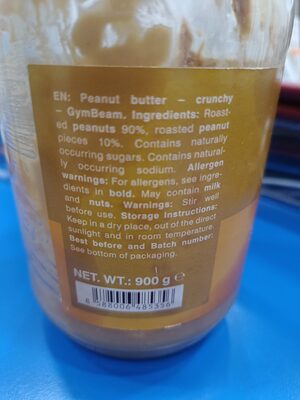 EN: Peanut butter – crunchy
– GymBeam. Ingredients: Roast-
ed peanuts 90%, roasted peanut
pieces 10%. Contains naturally
occurring sugars. Contains natural-
ly occurring sodium. Allergen
warnings: For allergens, see ingre-
dients in bold. May contain milk
and nuts. Warnings: Stir well
before use. Storage Instructions:
Keep in a dry place, out of the direct
sunlight and in room temperature.
Best before and Batch number:
See bottom of packaging.
NET. WT.: 900 g ℮
8 588006 485356